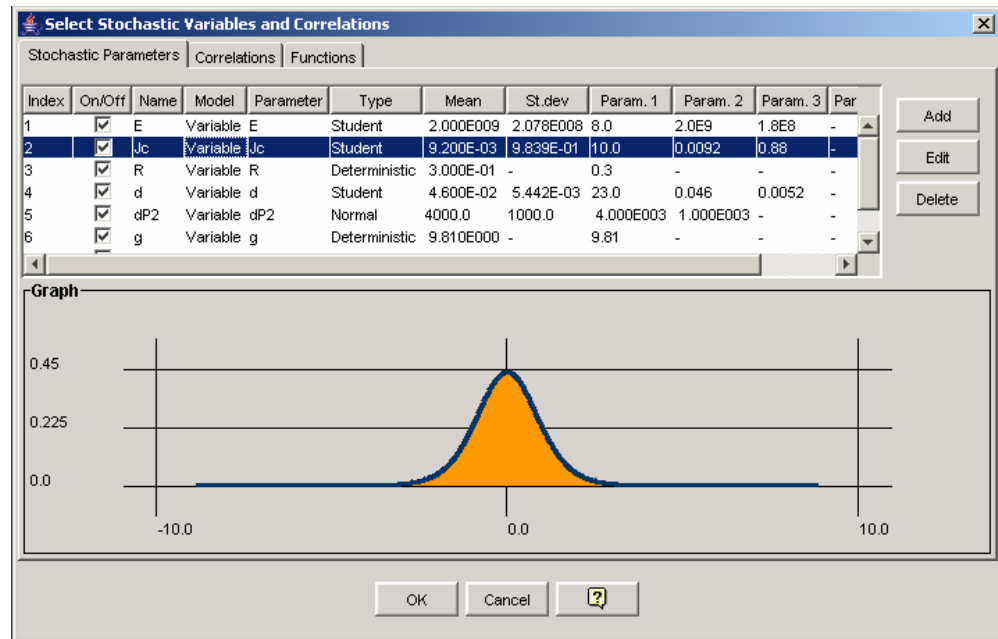 Select Stochastic Variables and Correlations
Stochastic Parameters Correlations Functions
Index On/Off Name Model Parameter Type Mean St.dev Param. 1 Param. 2 Param. 3 Par
1 E Variable E Student 2.000E009 2.078E008 8.0 2.0E9 1.8E8 -
2 Jc Variable Jc Student 9.200E-03 9.839E-01 10.0 0.0092 0.88 -
3 R Variable R Deterministic 3.000E-01 - 0.3 - - -
4 d Variable d Student 4.600E-02 5.442E-03 23.0 0.046 0.0052 -
5 dP2 Variable dP2 Normal 4000.0 1000.0 4.000E003 1.000E003 - -
6 g Variable g Deterministic 9.810E000 - 9.81 - - -
Add
Edit
Delete
Graph
0.45
0.225
0.0
-10.0 0.0 10.0
OK Cancel ?